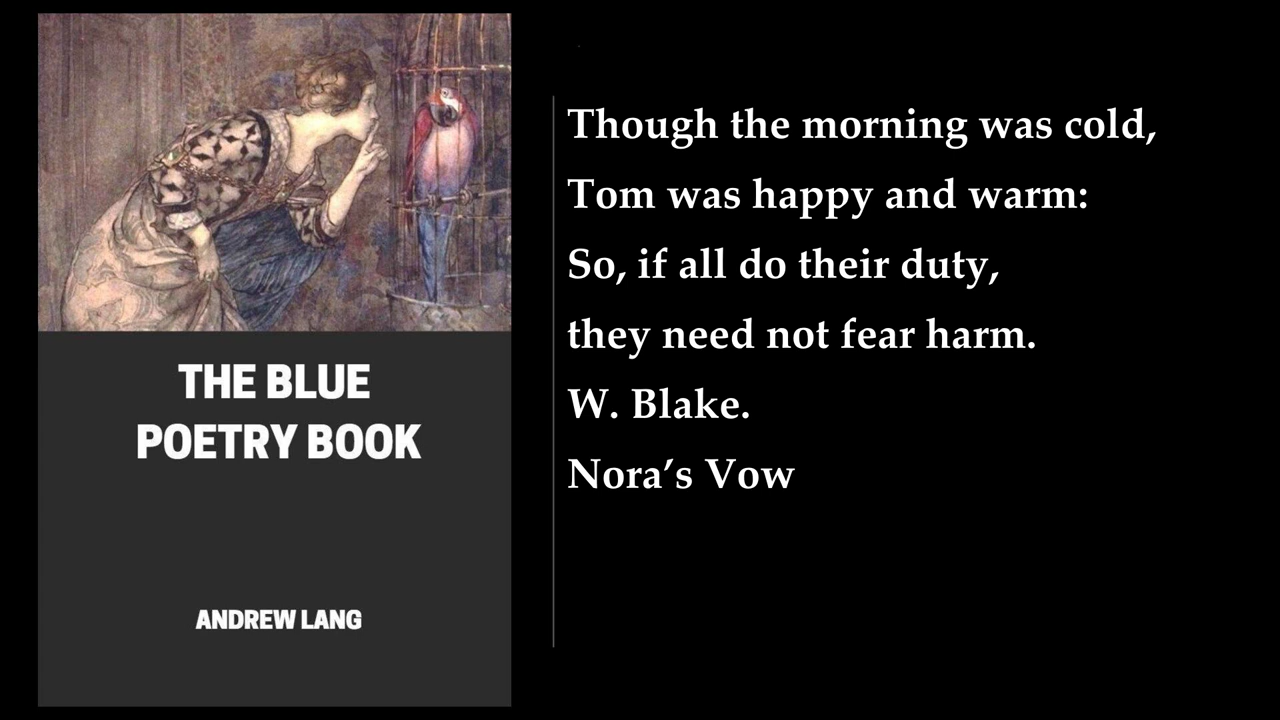 THE BLUE
POETRY BOOK
ANDREW LANG
Though the morning was cold,
Tom was happy and warm:
So, if all do their duty,
they need not fear harm.
W. Blake.
Nora’s Vow